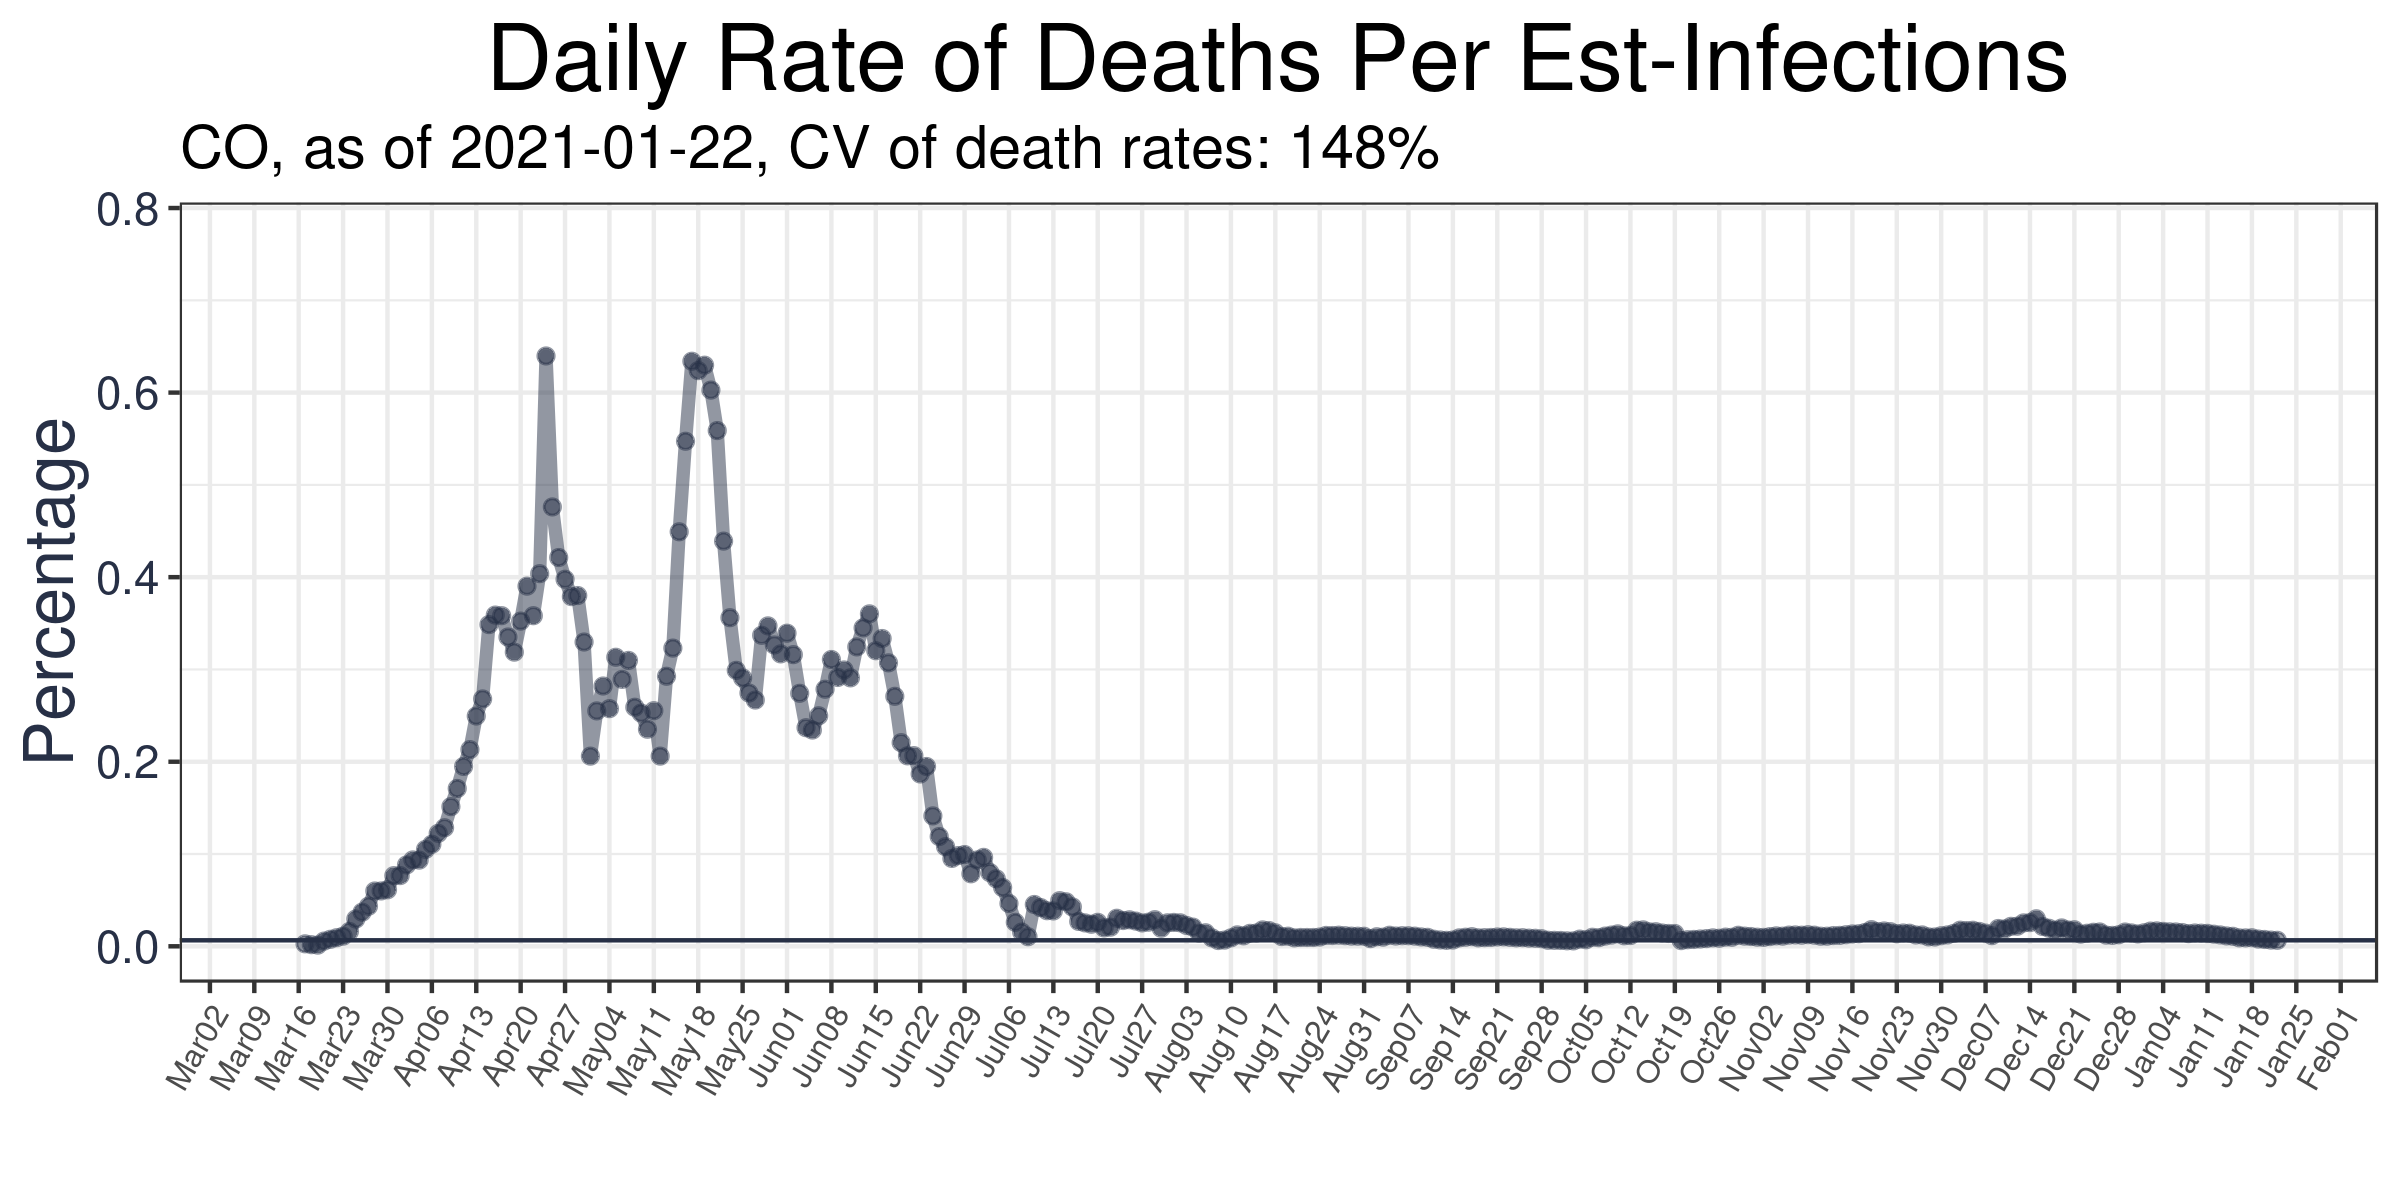 Daily Rate of Deaths Per Est-Infections
CO, as of 2021-01-22, CV of death rates: 148%
Percentage
0.8
0.6
0.4
0.2
0.0
Mar02
Mar09
Mar16
Mar23
Mar30
Apr06
Apr13
Apr20
Apr27
May04
May11
May18
May25
Jun01
Jun08
Jun15
Jun22
Jun29
Jul06
Jul13
Jul20
Jul27
Aug03
Aug10
Aug17
Aug24
Aug31
Sep07
Sep14
Sep21
Sep28
Oct05
Oct12
Oct19
Oct26
Nov02
Nov09
Nov16
Nov23
Nov30
Dec07
Dec14
Dec21
Dec28
Jan04
Jan11
Jan18
Jan25
Feb01